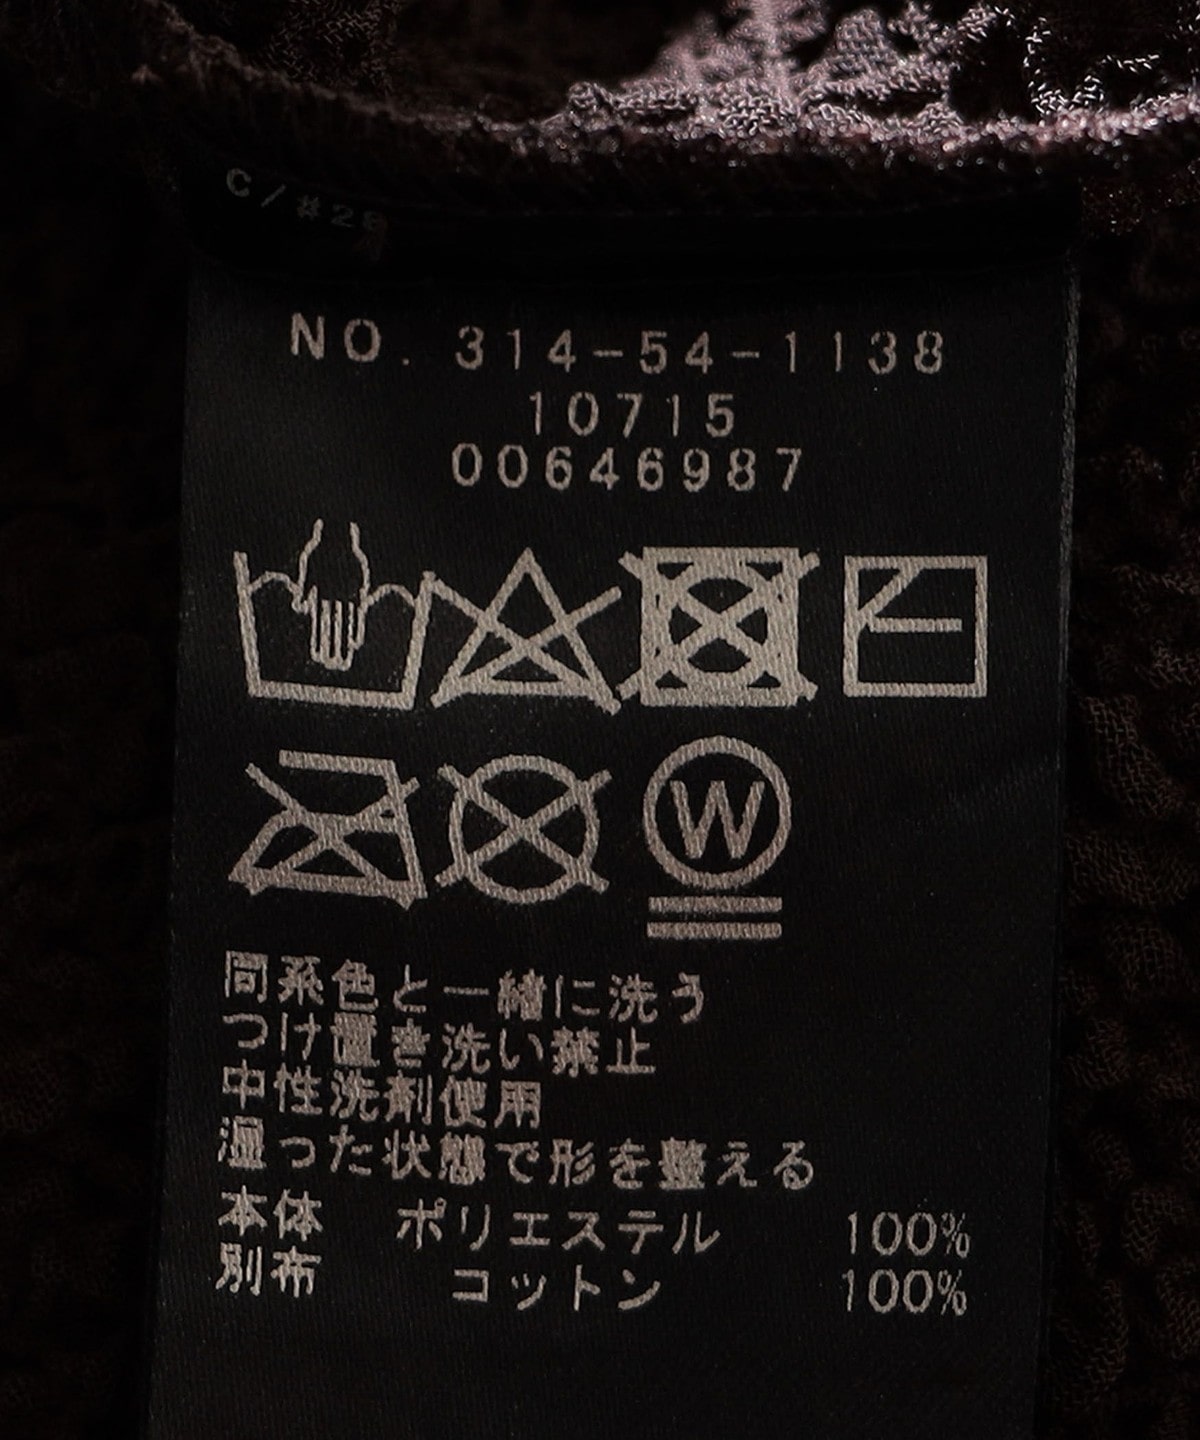 C/#29
NO. 314-54-1138
10715
00646987
W
同系色と一緒に洗う
つけ置き洗い禁止
中性洗剤使用
湿った状態で形を整える
本体 ポリエステル 100%
別布 コットン 100%